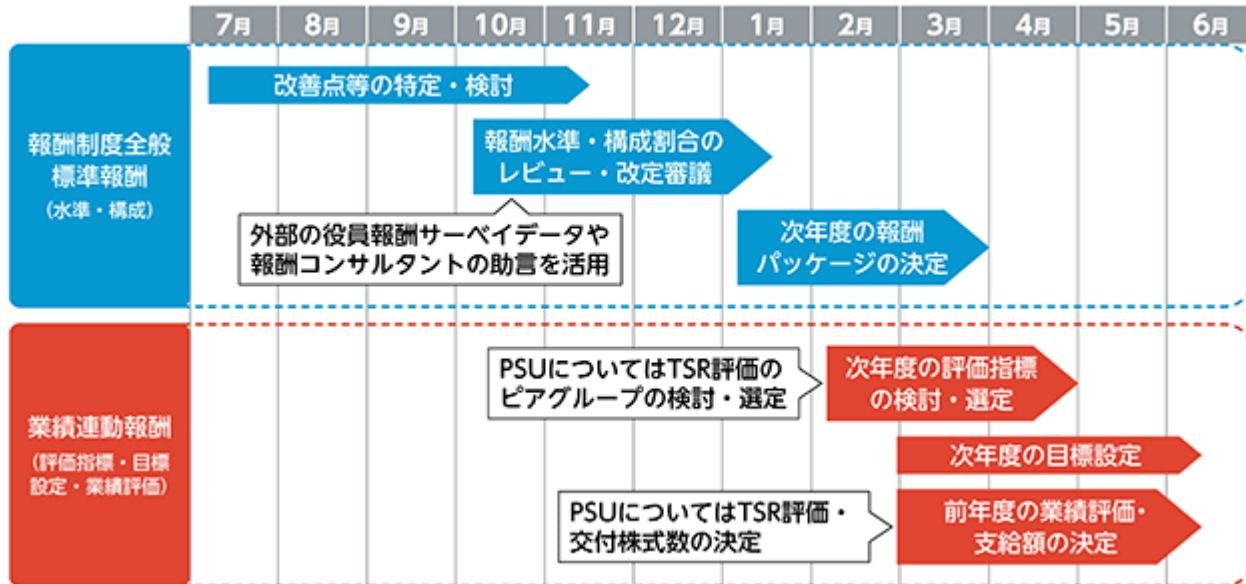 7月 8月 9月 10月 11月 12月 1月 2月 3月 4月 5月 6月
報酬制度全般
標準報酬
（水準・構成）
改善点等の特定・検討
報酬水準・構成割合の
レビュー・改定審議
外部の役員報酬サーベイデータや
報酬コンサルタントの助言を活用
次年度の報酬
パッケージの決定
業績連動報酬
（評価指標・目標
設定・業績評価）
PSUについてはTSR評価の
ピアグループの検討・選定
次年度の評価指標
の検討・選定
次年度の目標設定
PSUについてはTSR評価・
交付株式数の決定
前年度の業績評価・
支給額の決定